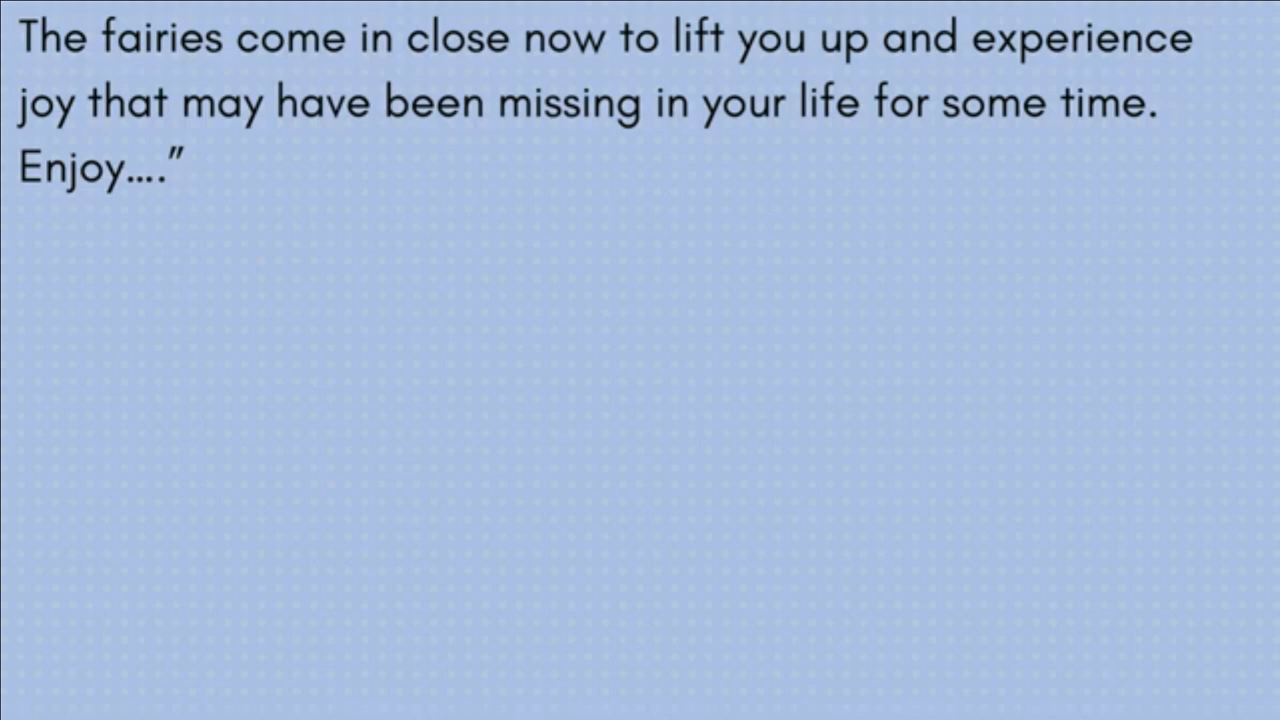 The fairies come in close now to lift you up and experience
joy that may have been missing in your life for some time.
Enjoy....”